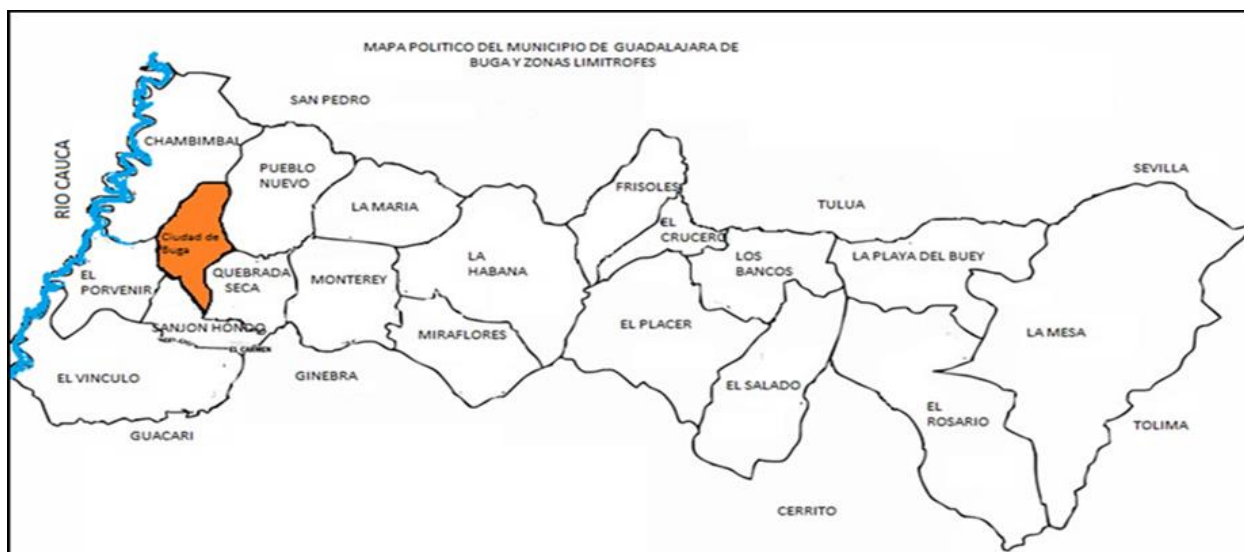 MAPA POLITICO DEL MUNICIPIO DE GUADALAJARA DE
BUGA Y ZONAS LIMITROFES
SAN PEDRO
RIO CAUCA
CHAMBIMBAL
PUEBLO
NUEVO
LA MARIA
FRISOLES
SEVILLA
TULUA
EL
CRUCERO
Ciudad de
Buga
EL
PORVENIR
QUEBRADA
SECA
MONTEREY
LA
HABANA
LOS
BANCOS
LA PLAYA DEL BUEY
SANJON HONDO
EL CARMEN
MIRAFLORES
EL PLACER
LA MESA
EL VINCULO
GINEBRA
EL SALADO
EL
ROSARIO
GUACARI
TOLIMA
CERRITO